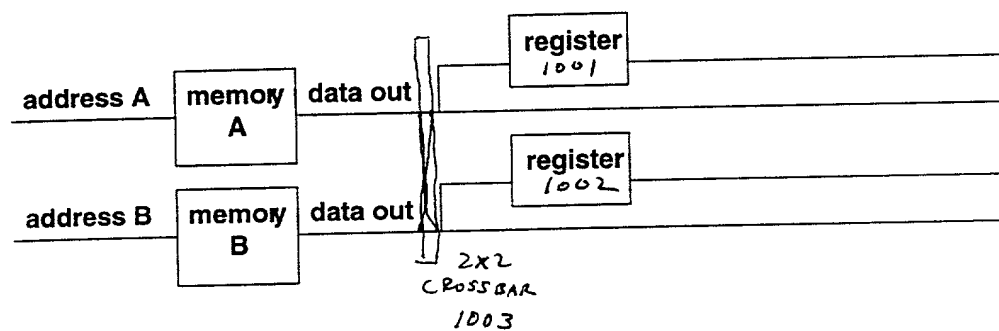 register
1001
address A
memory
A
data out
register
1002
address B
memory
B
data out
2x2
CROSSBAR
1003